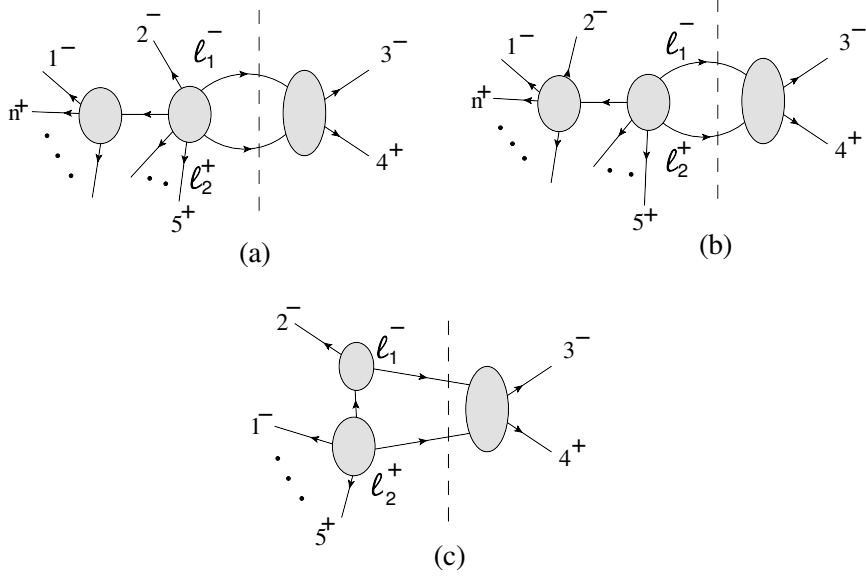 1⁻ 2⁻ ℓ₁⁻ 3⁻
n⁺
4⁺
5⁺ ℓ₂⁺
(a)
1⁻ 2⁻ ℓ₁⁻ 3⁻
n⁺
4⁺
5⁺ ℓ₂⁺
(b)
2⁻ ℓ₁⁻ 3⁻
1⁻
4⁺
5⁺ ℓ₂⁺
(c)